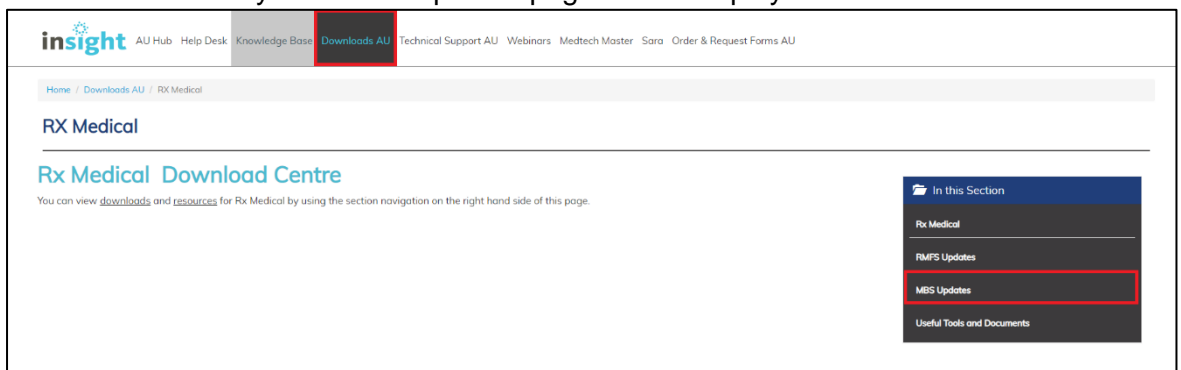 insight AU Hub Help Desk Knowledge Base Downloads AU Technical Support AU Webinars Medtech Master Sara Order & Request Forms AU
Home / Downloads AU / RX Medical
RX Medical
Rx Medical Download Centre
You can view downloads and resources for Rx Medical by using the section navigation on the right hand side of this page.
In this Section
Rx Medical
RMFS Updates
MBS Updates
Useful Tools and Documents